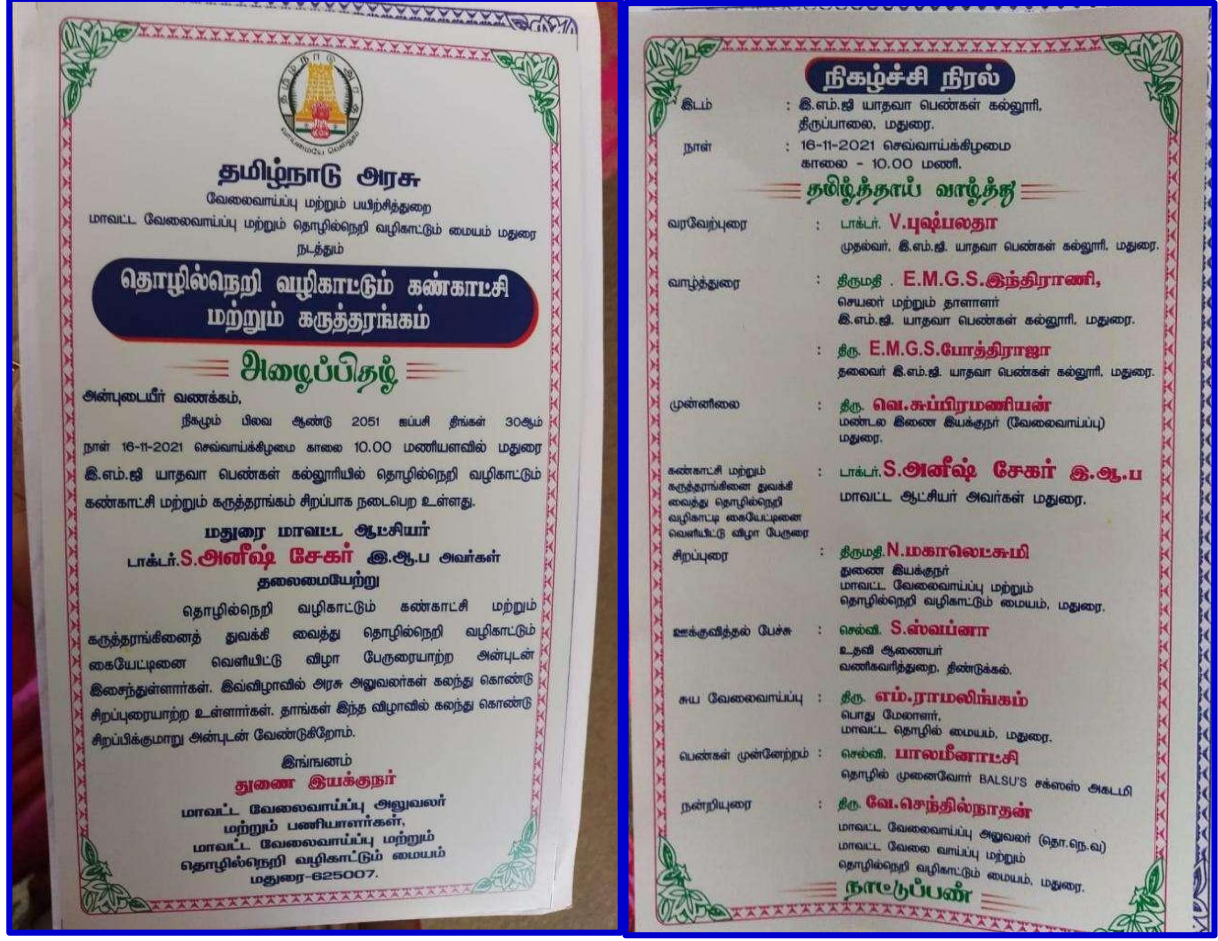 தமிழ்நாடு அரசு
வாய்மையே வெல்லும்
தமிழ்நாடு அரசு
வேலைவாய்ப்பு மற்றும் பயிற்சித்துறை
மாவட்ட வேலைவாய்ப்பு மற்றும் தொழில்நெறி வழிகாட்டும் மையம் மதுரை
நடத்தும்
தொழில்நெறி வழிகாட்டும் கண்காட்சி
மற்றும் கருத்தரங்கம்
அழைப்பிதழ்
அன்புடையீர் வணக்கம்,
நிகழும் பிலவ ஆண்டு 2051 ஐப்பசி திங்கள் 30ஆம்
நாள் 16-11-2021 செவ்வாய்க்கிழமை காலை 10.00 மணியளவில் மதுரை
இ.எம்.ஜி யாதவா பெண்கள் கல்லூரியில் தொழில்நெறி வழிகாட்டும்
கண்காட்சி மற்றும் கருத்தரங்கம் சிறப்பாக நடைபெற உள்ளது.
மதுரை மாவட்ட ஆட்சியர்
டாக்டர்.S.அனீஷ் சேகர் இ.ஆ.ப அவர்கள்
தலைமையேற்று
தொழில்நெறி வழிகாட்டும் கண்காட்சி மற்றும்
கருத்தரங்கினைத் துவக்கி வைத்து தொழில்நெறி வழிகாட்டும்
கையேட்டினை வெளியிட்டு விழா பேருரையாற்ற அன்புடன்
இசைந்துள்ளார்கள். இவ்விழாவில் அரசு அலுவலர்கள் கலந்து கொண்டு
சிறப்புரையாற்ற உள்ளார்கள். தாங்கள் இந்த விழாவில் கலந்து கொண்டு
சிறப்பிக்குமாறு அன்புடன் வேண்டுகிறோம்.
இங்ஙனம்
துணை இயக்குநர்
மாவட்ட வேலைவாய்ப்பு அலுவலர்
மற்றும் பணியாளர்கள்,
மாவட்ட வேலைவாய்ப்பு மற்றும்
தொழில்நெறி வழிகாட்டும் மையம்
மதுரை-625007.
நிகழ்ச்சி நிரல்
இடம் : இ.எம்.ஜி யாதவா பெண்கள் கல்லூரி,
திருப்பாலை, மதுரை.
நாள் : 16-11-2021 செவ்வாய்க்கிழமை
காலை - 10.00 மணி.
தமிழ்த்தாய் வாழ்த்து
வரவேற்புரை : டாக்டர். V.புஷ்பலதா
முதல்வர், இ.எம்.ஜி. யாதவா பெண்கள் கல்லூரி, மதுரை.
வாழ்த்துரை : திருமதி . E.M.G.S.இந்திராணி,
செயலர் மற்றும் தாளாளர்
இ.எம்.ஜி. யாதவா பெண்கள் கல்லூரி, மதுரை.
: திரு. E.M.G.S.போத்திராஜா
தலைவர் இ.எம்.ஜி. யாதவா பெண்கள் கல்லூரி, மதுரை.
முன்னிலை : திரு. வெ.சுப்பிரமணியன்
மண்டல இணை இயக்குநர் (வேலைவாய்ப்பு)
மதுரை.
கண்காட்சி மற்றும் : டாக்டர்.S.அனீஷ் சேகர் இ.ஆ.ப
கருத்தரங்கினை துவக்கி
வைத்து தொழில்நெறி மாவட்ட ஆட்சியர் அவர்கள் மதுரை.
வழிகாட்டி கையேட்டினை
வெளியிட்டு விழா பேருரை
சிறப்புரை : திருமதி.N.மகாலெட்சுமி
துணை இயக்குநர்
மாவட்ட வேலைவாய்ப்பு மற்றும்
தொழில்நெறி வழிகாட்டும் மையம், மதுரை.
ஊக்குவித்தல் பேச்சு : செல்வி. S.ஸ்வப்னா
உதவி ஆணையர்
வணிகவரித்துறை, திண்டுக்கல்.
சுய வேலைவாய்ப்பு : திரு. எம்.ராமலிங்கம்
பொது மேலாளர்,
மாவட்ட தொழில் மையம், மதுரை.
பெண்கள் முன்னேற்றம் : செல்வி. பாலமீனாட்சி
தொழில் முனைவோர் BALSU'S சக்ஸஸ் அகடமி
நன்றியுரை : திரு. வே.செந்தில்நாதன்
மாவட்ட வேலைவாய்ப்பு அலுவலர் (தொ.நெ.வ)
மாவட்ட வேலை வாய்ப்பு மற்றும்
தொழில்நெறி வழிகாட்டும் மையம், மதுரை.
நாட்டுப்பண்